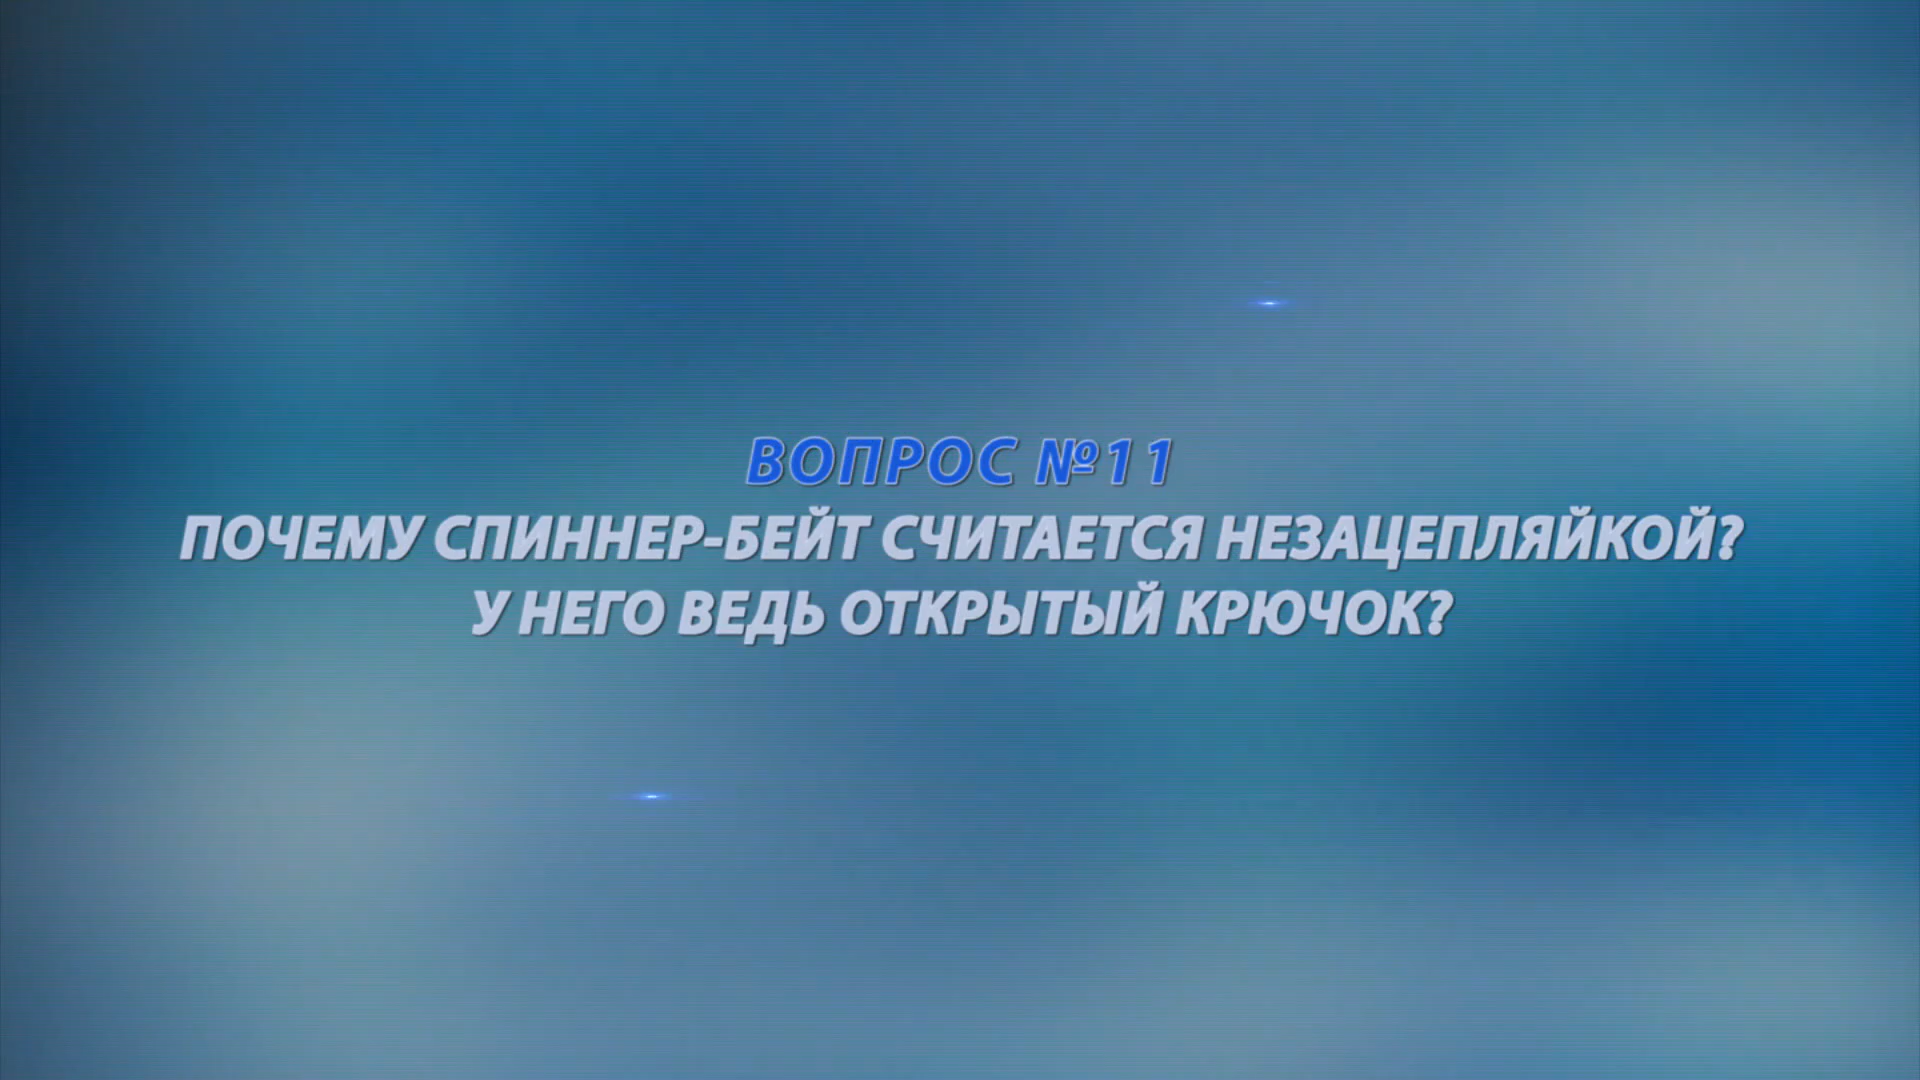 ВОПРОС №11
ПОЧЕМУ СПИННЕР-БЕЙТ СЧИТАЕТСЯ НЕЗАЦЕПЛЯЙКОЙ?
У НЕГО ВЕДЬ ОТКРЫТЫЙ КРЮЧОК?